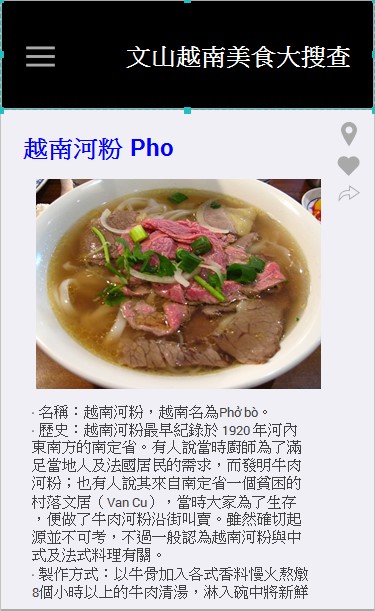 文山越南美食大搜查
越南河粉 Pho
· 名稱：越南河粉，越南名為Phở bò。
· 歷史：越南河粉最早紀錄於 1920 年河內
東南方的南定省。有人說當時廚師為了滿
足當地人及法國居民的需求，而發明牛肉
河粉；也有人說其來自南定省一個貧困的
村落文居（Van Cu），當時大家為了生存
，便做了牛肉河粉沿街叫賣。雖然確切起
源並不可考，不過一般認為越南河粉與中
式及法式料理有關。
· 製作方式：以牛骨加入各式香料慢火熬燉
8個小時以上的牛肉清湯，淋入碗中將新鮮